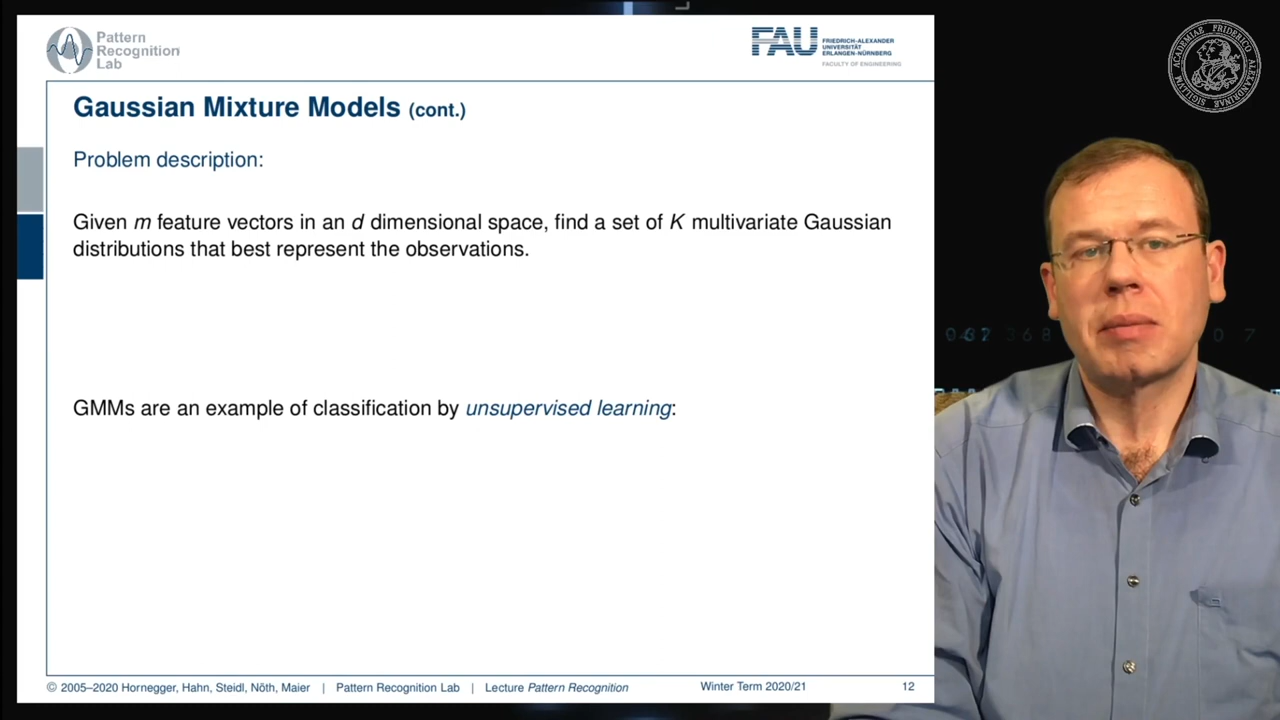 Pattern
Recognition
Lab
FAU
FRIEDRICH-ALEXANDER
UNIVERSITÄT
ERLANGEN-NÜRNBERG
FACULTY OF ENGINEERING
Gaussian Mixture Models (cont.)
Problem description:
Given m feature vectors in an d dimensional space, find a set of K multivariate Gaussian
distributions that best represent the observations.
GMMs are an example of classification by unsupervised learning:
© 2005–2020 Hornegger, Hahn, Steidl, Nöth, Maier | Pattern Recognition Lab | Lecture Pattern Recognition Winter Term 2020/21 12